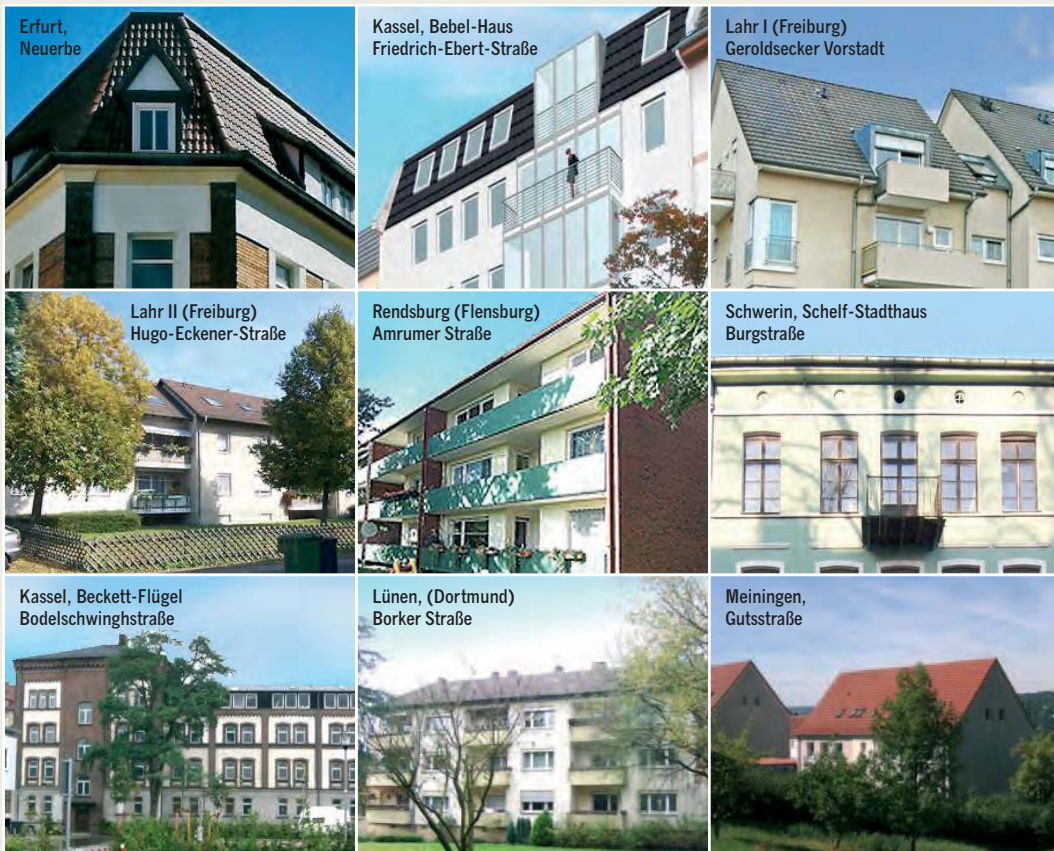 Erfurt,
Neuerbe
Kassel, Bebel-Haus
Friedrich-Ebert-Straße
Lahr I (Freiburg)
Geroldsecker Vorstadt
Lahr II (Freiburg)
Hugo-Eckener-Straße
Rendsburg (Flensburg)
Amrumer Straße
Schwerin, Schelf-Stadthaus
Burgstraße
Kassel, Beckett-Flügel
Bodelschwinghstraße
Lünen, (Dortmund)
Borker Straße
Meiningen,
Gutsstraße